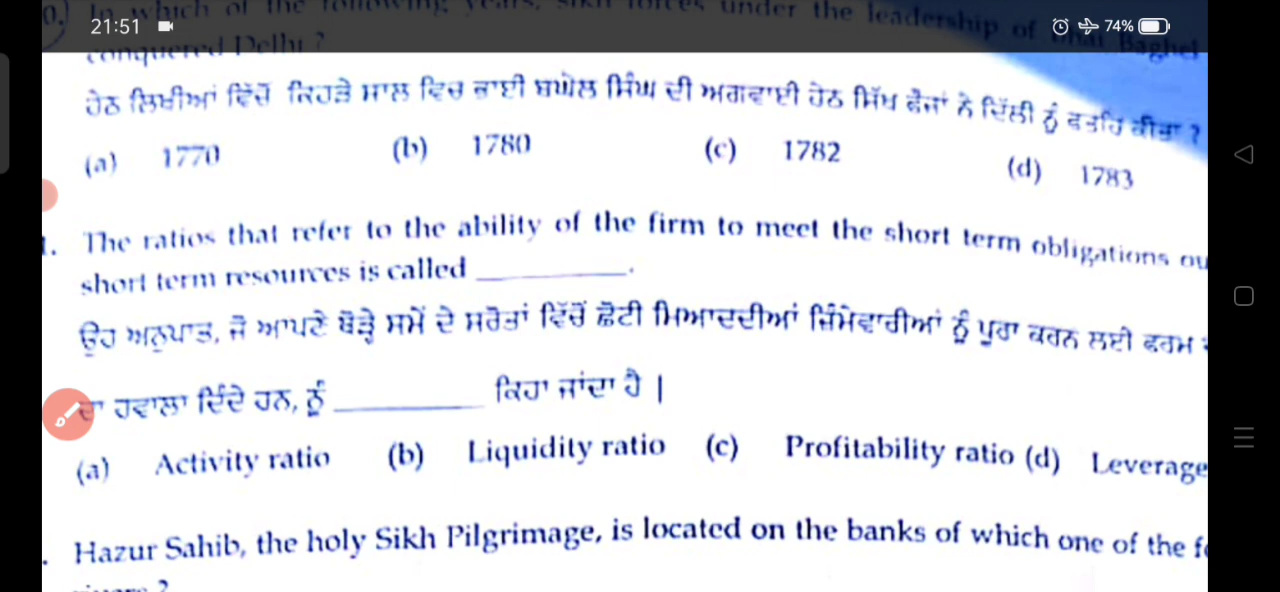 21:51
74%
In which of the following years, Sikh forces under the leadership of Bhai Baghel
conquered Delhi ?
ਹੇਠ ਲਿਖੀਆਂ ਵਿੱਚੋਂ ਕਿਹੜੇ ਸਾਲ ਵਿਚ ਭਾਈ ਬਘੇਲ ਸਿੰਘ ਦੀ ਅਗਵਾਈ ਹੇਠ ਸਿੱਖ ਫੌਜਾਂ ਨੇ ਦਿੱਲੀ ਨੂੰ ਫਤਹਿ ਕੀਤਾ ?
(a) 1770 (b) 1780 (c) 1782 (d) 1783
The ratios that refer to the ability of the firm to meet the short term obligations ou
short term resources is called ________.
ਉਹ ਅਨੁਪਾਤ, ਜੋ ਆਪਣੇ ਥੋੜ੍ਹੇ ਸਮੇਂ ਦੇ ਸਰੋਤਾਂ ਵਿੱਚੋਂ ਛੋਟੀ ਮਿਆਦਦੀਆਂ ਜ਼ਿੰਮੇਵਾਰੀਆਂ ਨੂੰ ਪੂਰਾ ਕਰਨ ਲਈ ਫਰਮ
ਦਾ ਹਵਾਲਾ ਦਿੰਦੇ ਹਨ, ਨੂੰ ________ ਕਿਹਾ ਜਾਂਦਾ ਹੈ |
(a) Activity ratio (b) Liquidity ratio (c) Profitability ratio (d) Leverage
Hazur Sahib, the holy Sikh Pilgrimage, is located on the banks of which one of the f